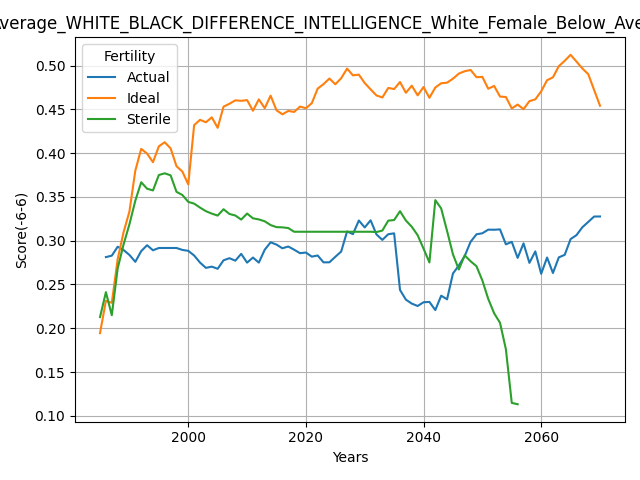 verage_WHITE_BLACK_DIFFERENCE_INTELLIGENCE_White_Female_Below_Ave
Fertility
Actual
Ideal
Sterile
Score(-6-6)
0.50
0.45
0.40
0.35
0.30
0.25
0.20
0.15
0.10
2000 2020 2040 2060
Years